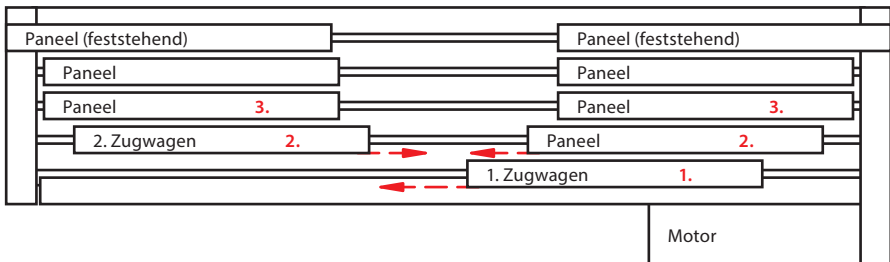 Paneel (feststehend) Paneel (feststehend)
Paneel Paneel
Paneel 3. Paneel 3.
2. Zugwagen 2. Paneel 2.
1. Zugwagen 1.
Motor